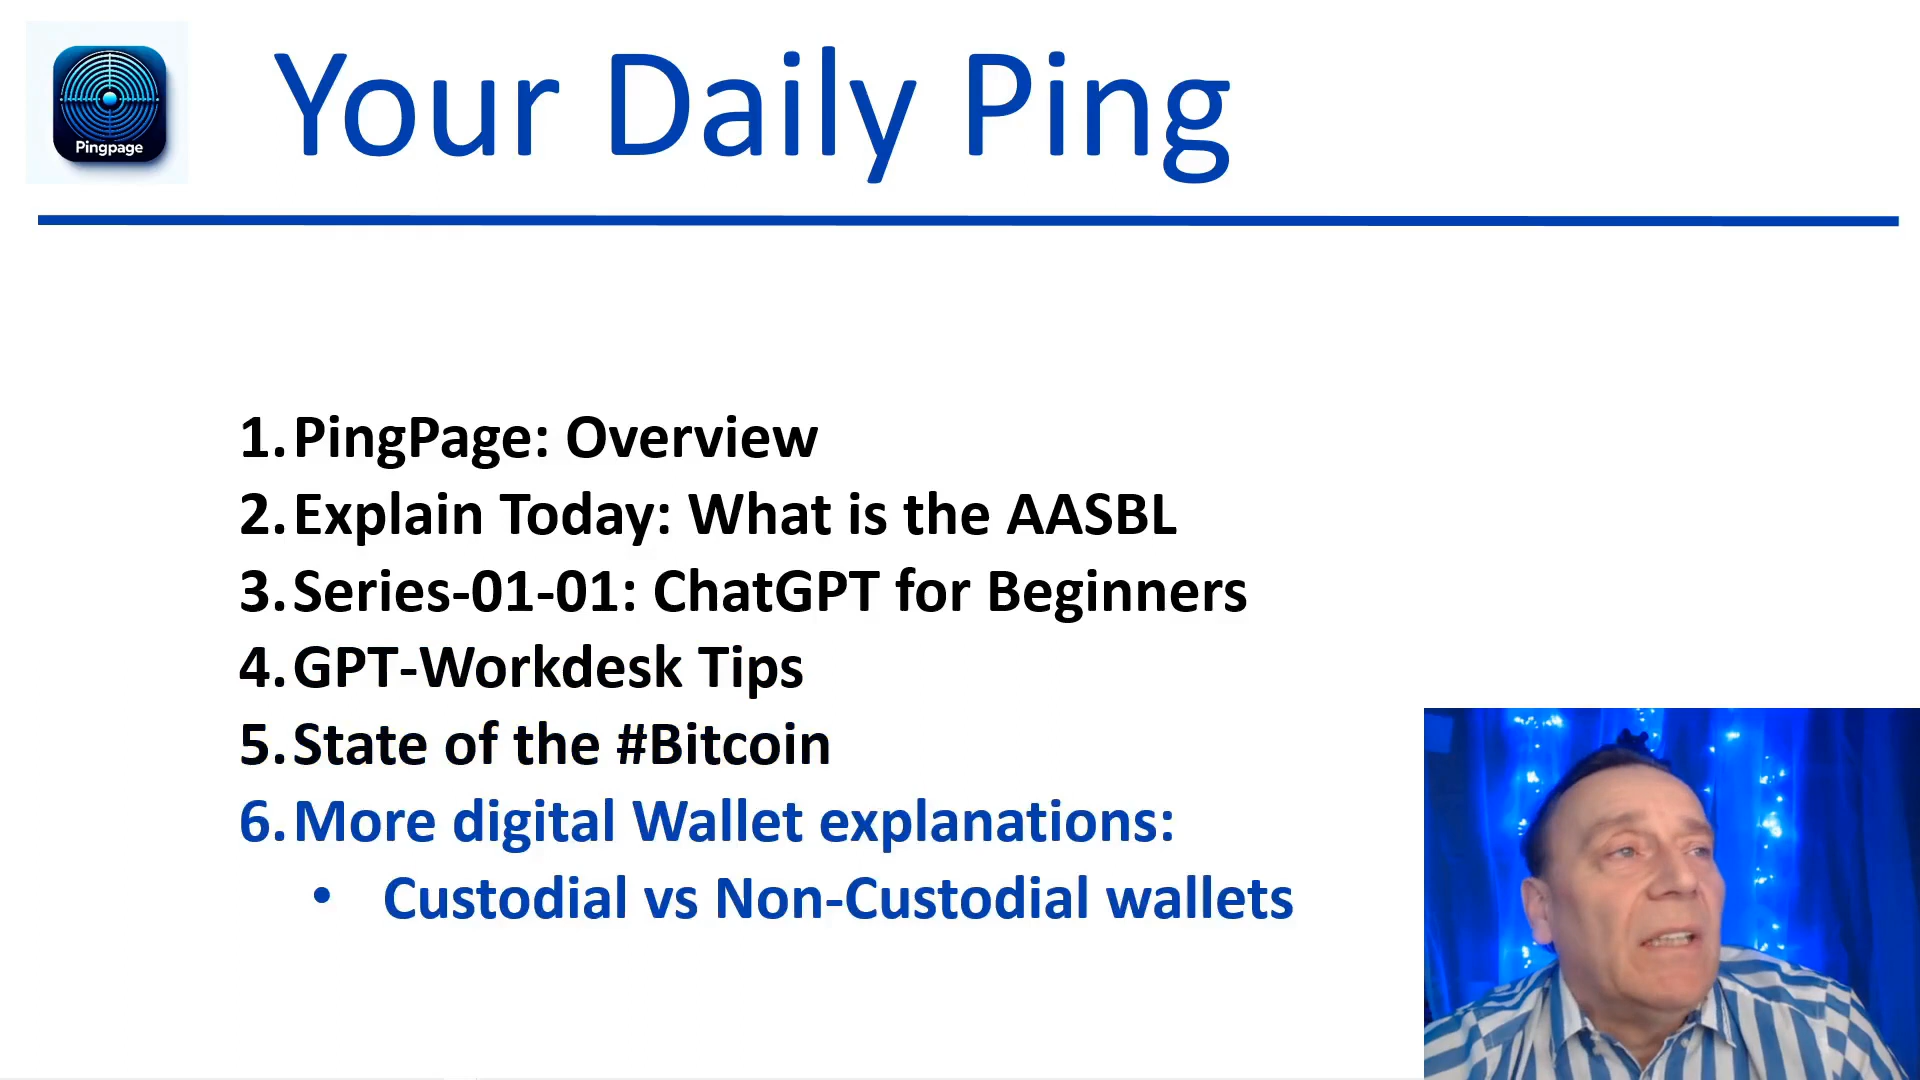 Pingpage
Your Daily Ping
1. PingPage: Overview
2. Explain Today: What is the AASBL
3. Series-01-01: ChatGPT for Beginners
4. GPT-Workdesk Tips
5. State of the #Bitcoin
6. More digital Wallet explanations:
• Custodial vs Non-Custodial wallets